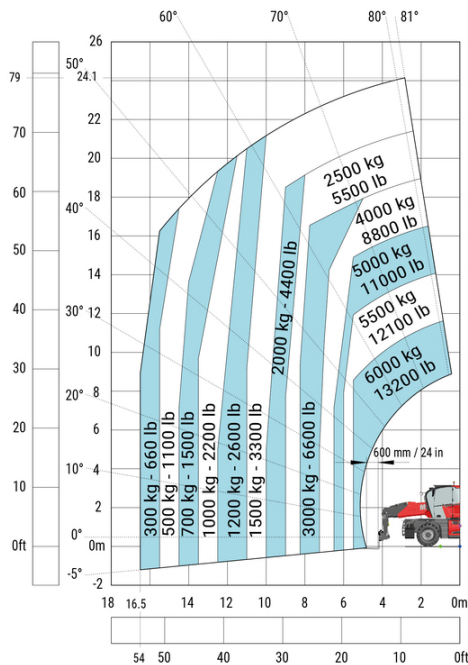 60°
70°
80°
81°
26
79
50°
24.1
70
22
20
60
18
40°
16
50
14
40
30°
12
30
10
20°
8
20
6
10°
4
10
2
0ft
0°
0m
-5°
-2
2500 kg
5500 lb
4000 kg
8800 lb
5000 kg
11000 lb
5500 kg
12100 lb
6000 kg
13200 lb
600 mm / 24 in
300 kg - 660 lb
500 kg - 1100 lb
700 kg - 1500 lb
1000 kg - 2200 lb
1200 kg - 2600 lb
1500 kg - 3300 lb
2000 kg - 4400 lb
3000 kg - 6600 lb
18 16.5 14 12 10 8 6 4 2 0m
54 50 40 30 20 10 0ft